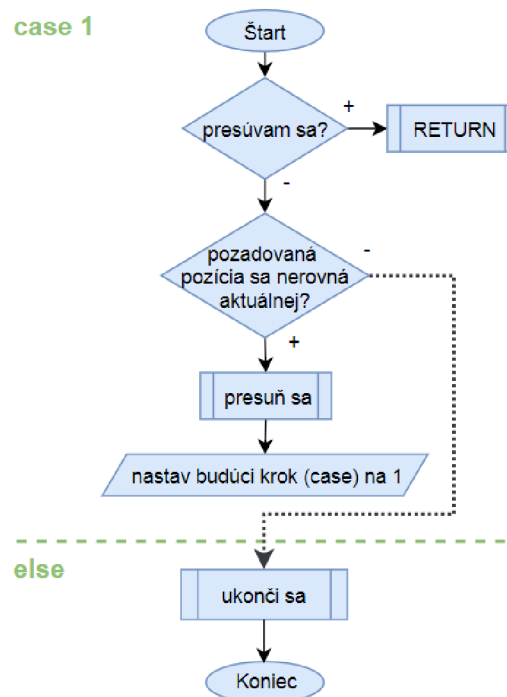 case 1
Štart
presúvam sa?
+
RETURN
-
pozadovaná
pozícia sa nerovná
aktuálnej?
-
+
presuň sa
nastav budúci krok (case) na 1
else
ukonči sa
Koniec